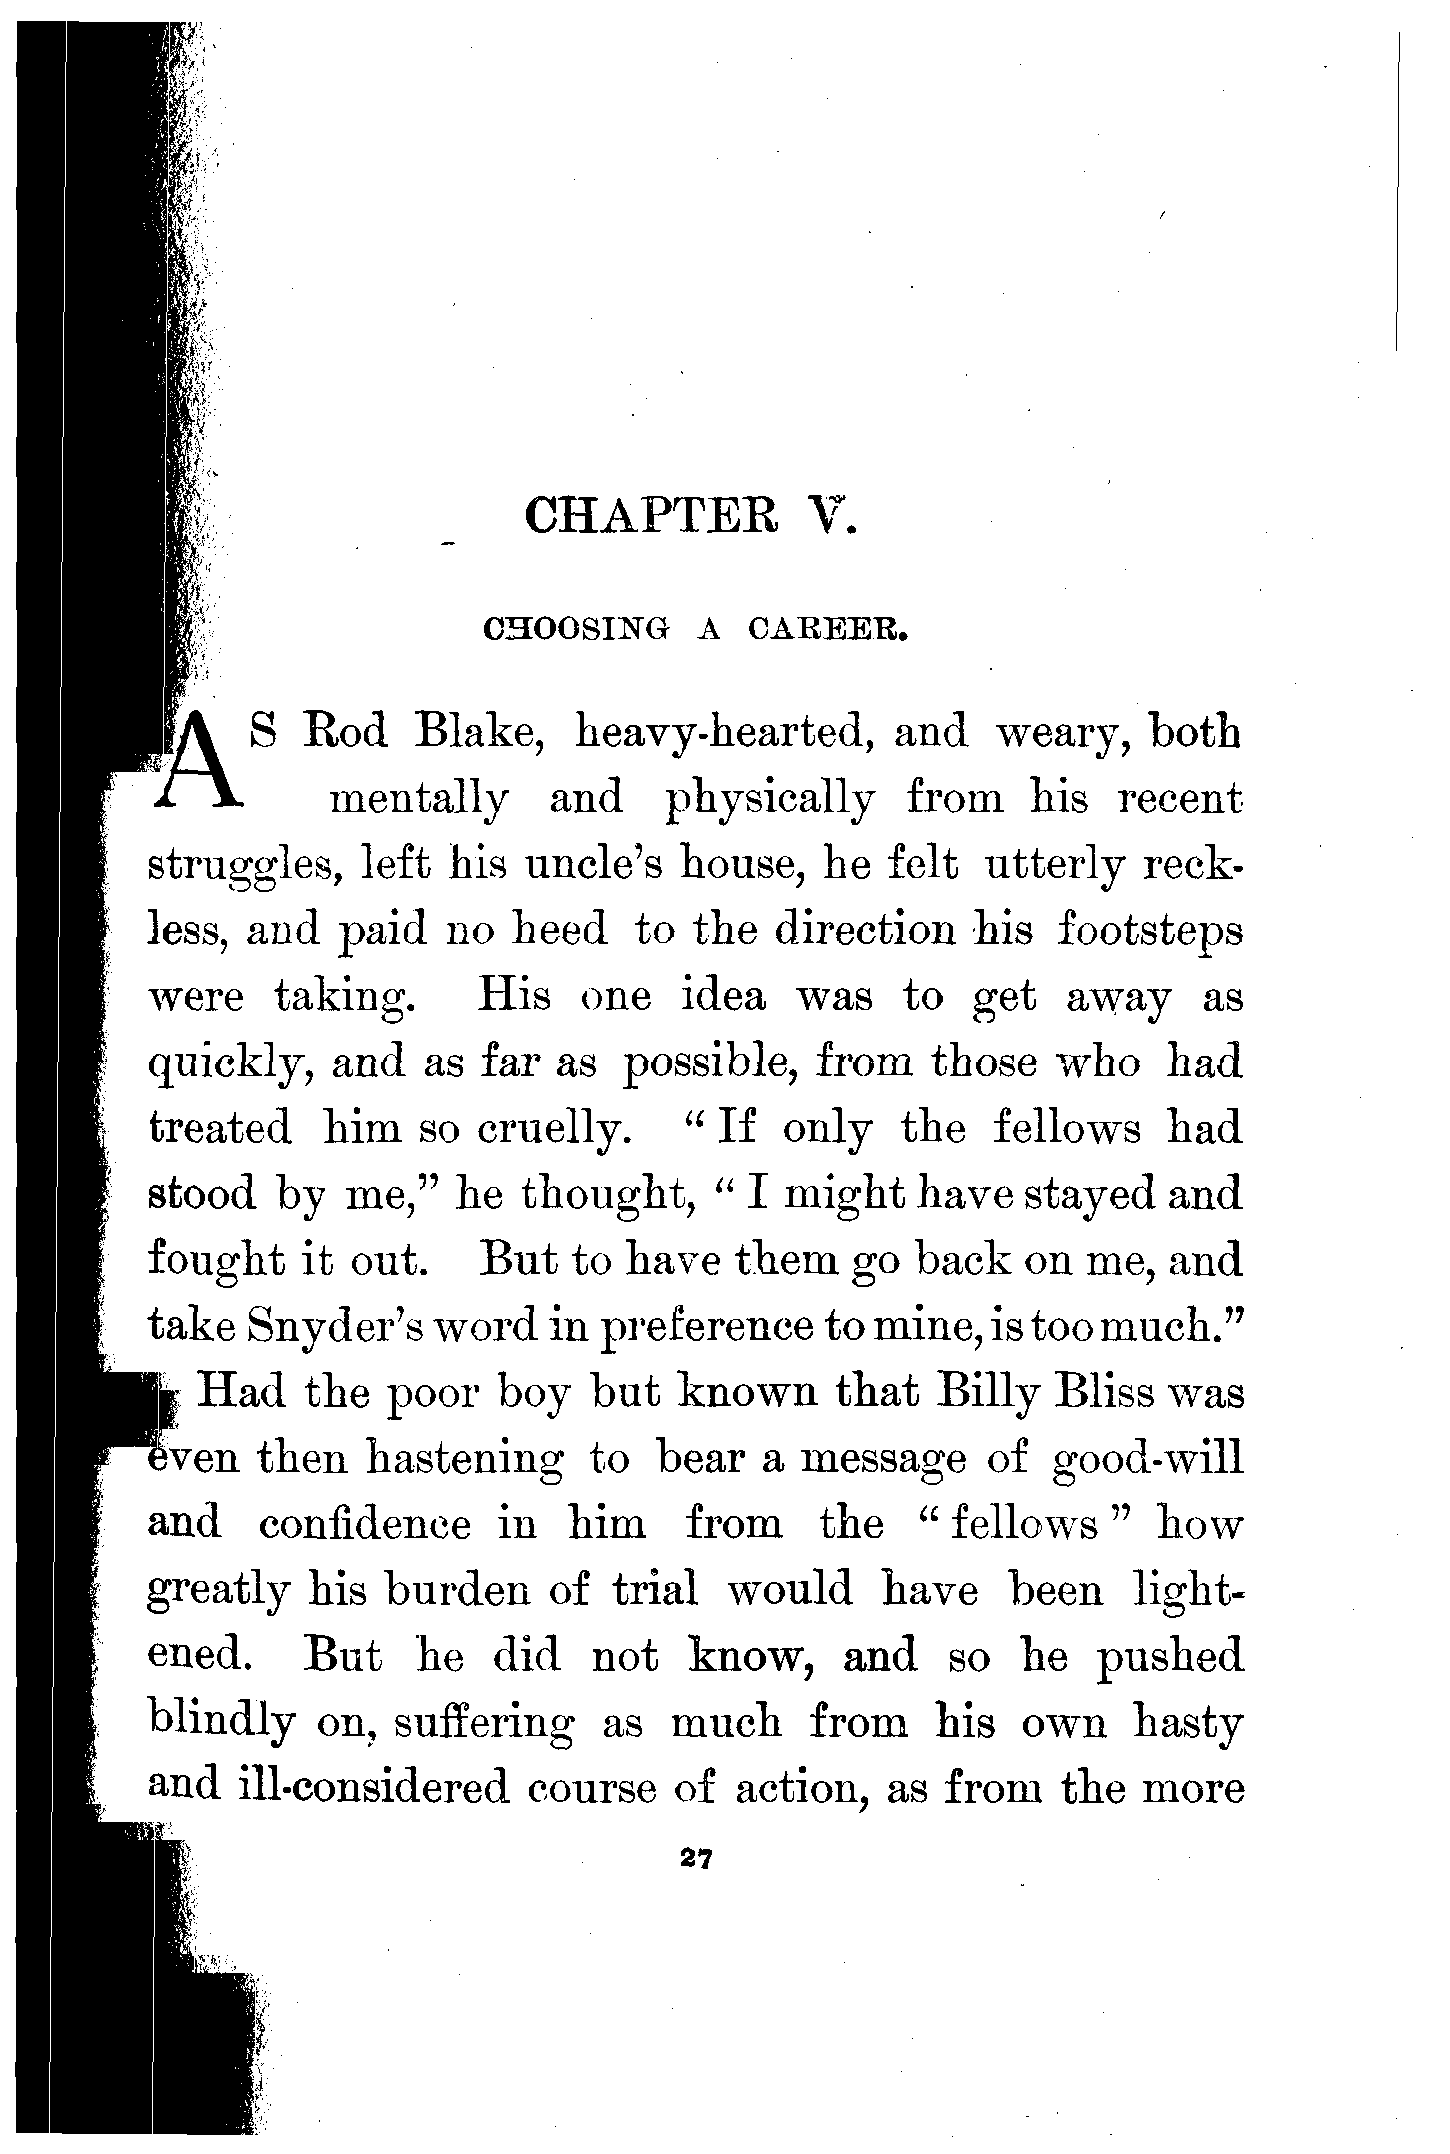 CHAPTER V.
CHOOSING A CAREER.
AS Rod Blake, heavy-hearted, and weary, both
mentally and physically from his recent
struggles, left his uncle's house, he felt utterly reck-
less, and paid no heed to the direction his footsteps
were taking. His one idea was to get away as
quickly, and as far as possible, from those who had
treated him so cruelly. " If only the fellows had
stood by me," he thought, " I might have stayed and
fought it out. But to have them go back on me, and
take Snyder's word in preference to mine, is too much."
Had the poor boy but known that Billy Bliss was
even then hastening to bear a message of good-will
and confidence in him from the " fellows " how
greatly his burden of trial would have been light-
ened. But he did not know, and so he pushed
blindly on, suffering as much from his own hasty
and ill-considered course of action, as from the more
27